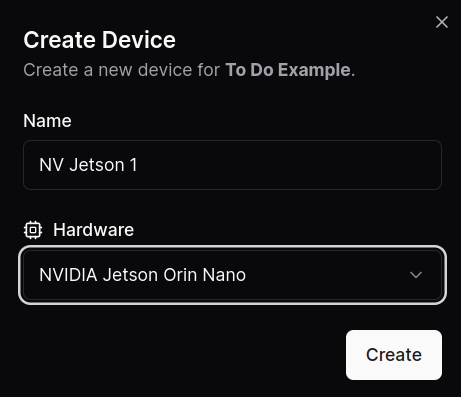 Create Device
Create a new device for To Do Example.
Name
NV Jetson 1
Hardware
NVIDIA Jetson Orin Nano
Create